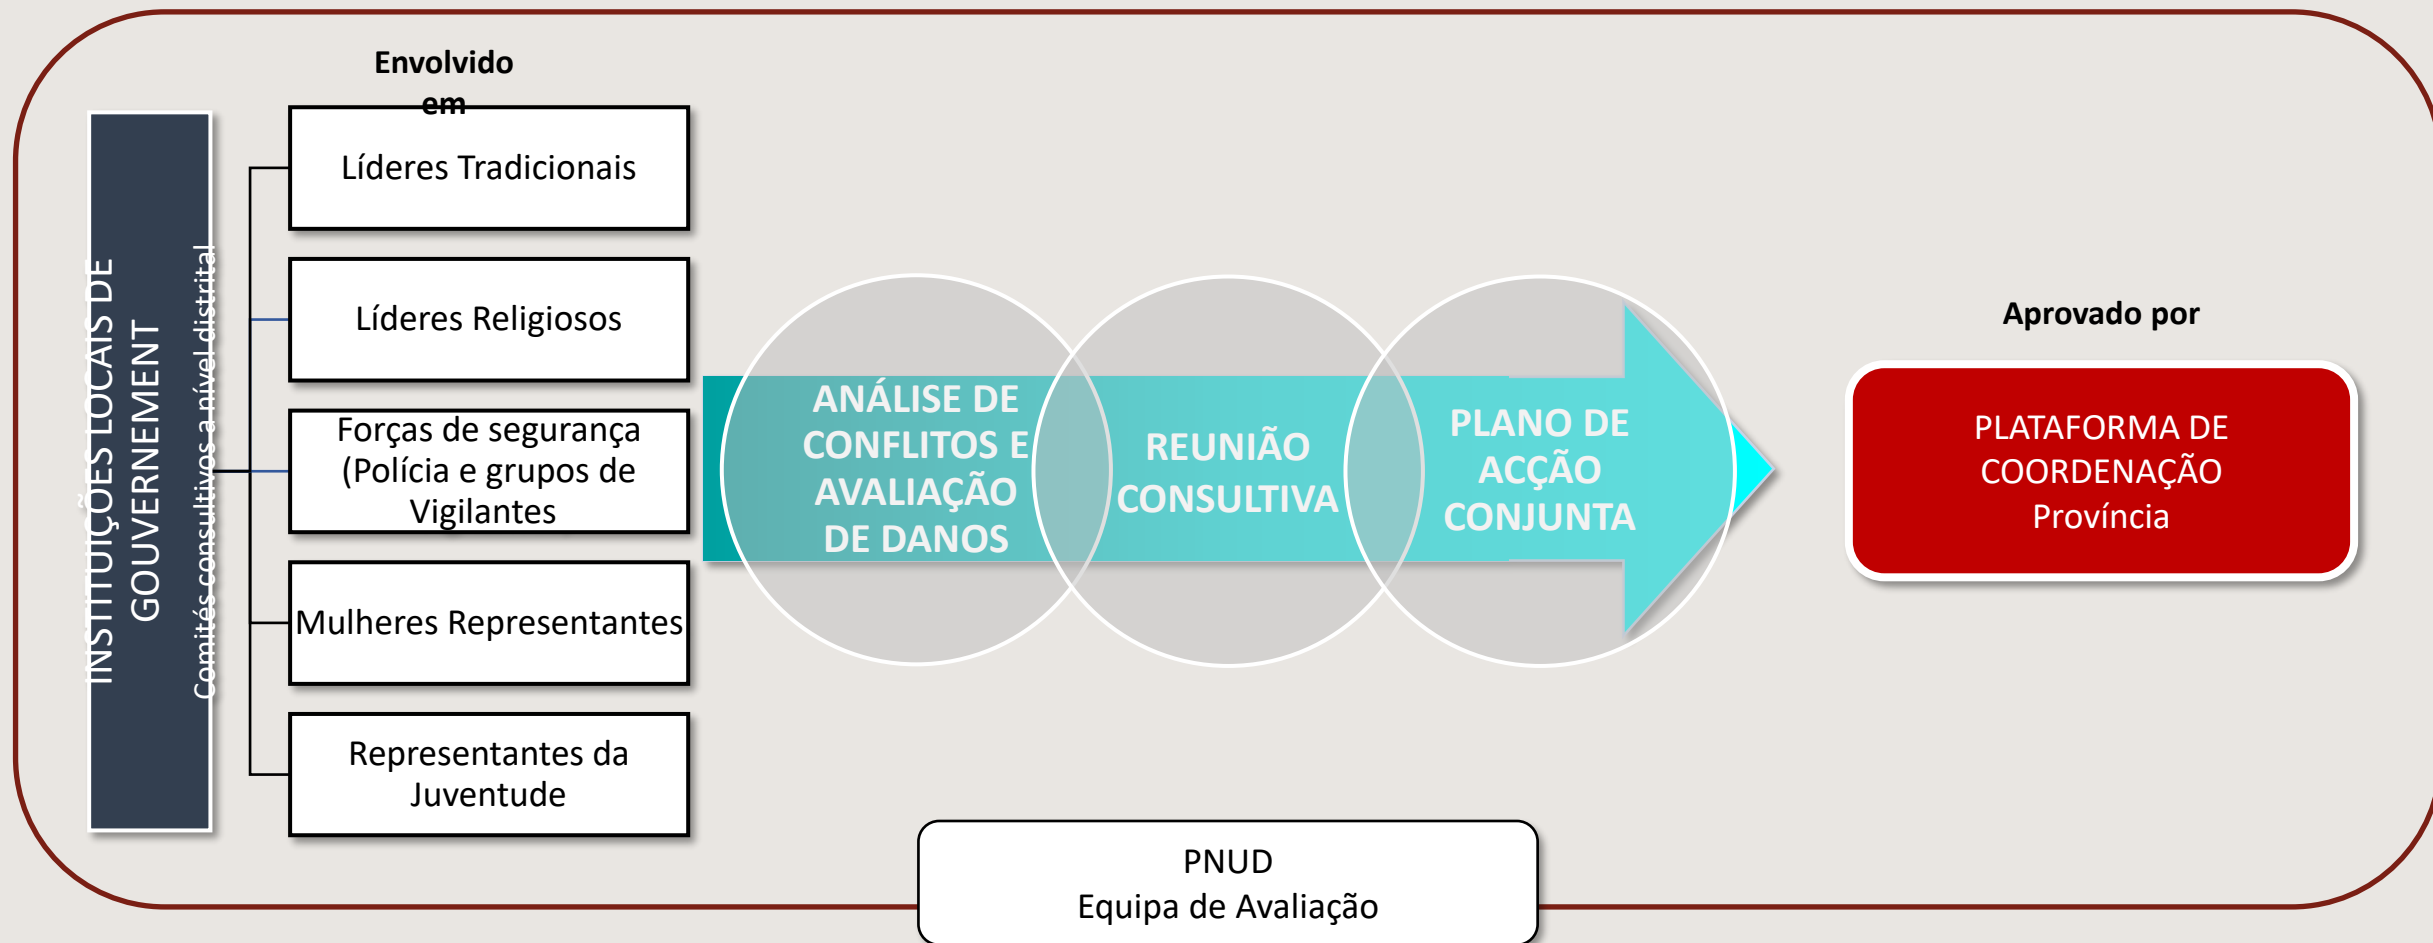 Envolvido
em
INSTITUIÇÕES LOCAIS DE
GOUVERNEMENT
Comités consultivos a nível distrital
Líderes Tradicionais
Líderes Religiosos
Forças de segurança
(Polícia e grupos de
Vigilantes
Mulheres Representantes
Representantes da
Juventude
ANÁLISE DE
CONFLITOS E
AVALIAÇÃO
DE DANOS
REUNIÃO
CONSULTIVA
PLANO DE
ACÇÃO
CONJUNTA
Aprovado por
PLATAFORMA DE
COORDENAÇÃO
Província
PNUD
Equipa de Avaliação